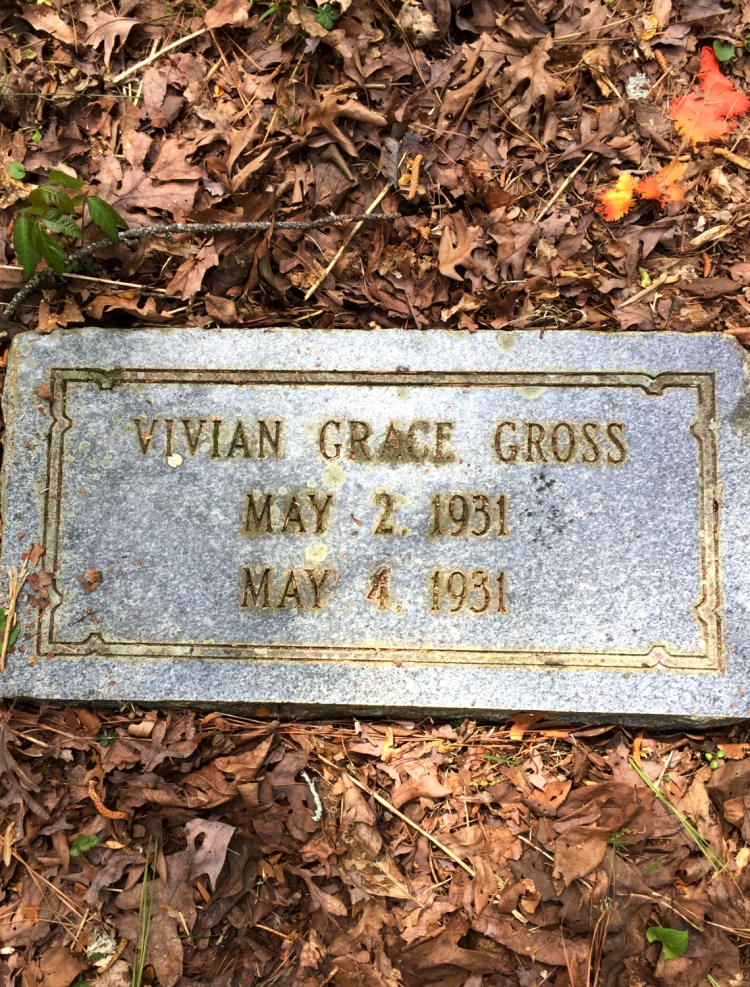 VIVIAN GRACE GROSS
MAY 2, 1931
MAY 4, 1931